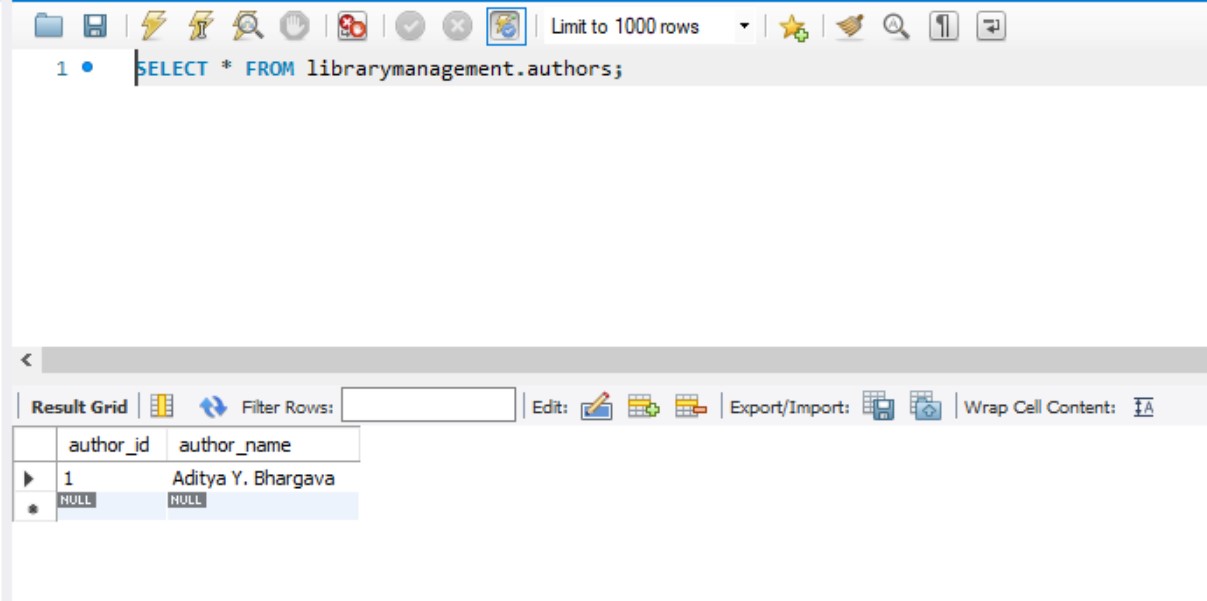 Limit to 1000 rows
1 SELECT * FROM librarymanagement.authors;
Result Grid Filter Rows: Edit: Export/Import: Wrap Cell Content: IA
author_id author_name
1 Aditya Y. Bhargava
NULL NULL